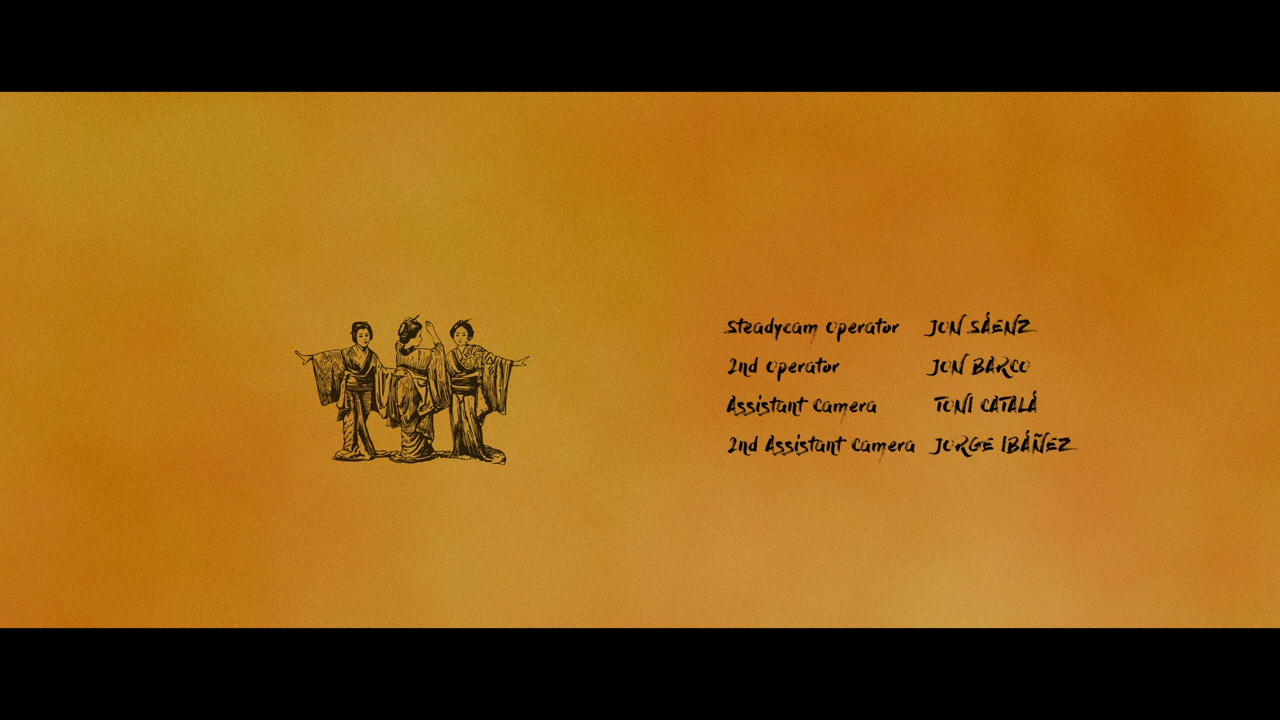 Steadycam Operator JON SÁENZ
2nd Operator JON BARCO
Assistant Camera TONI CATALÁ
2nd Assistant Camera JORGE IBÁÑEZ